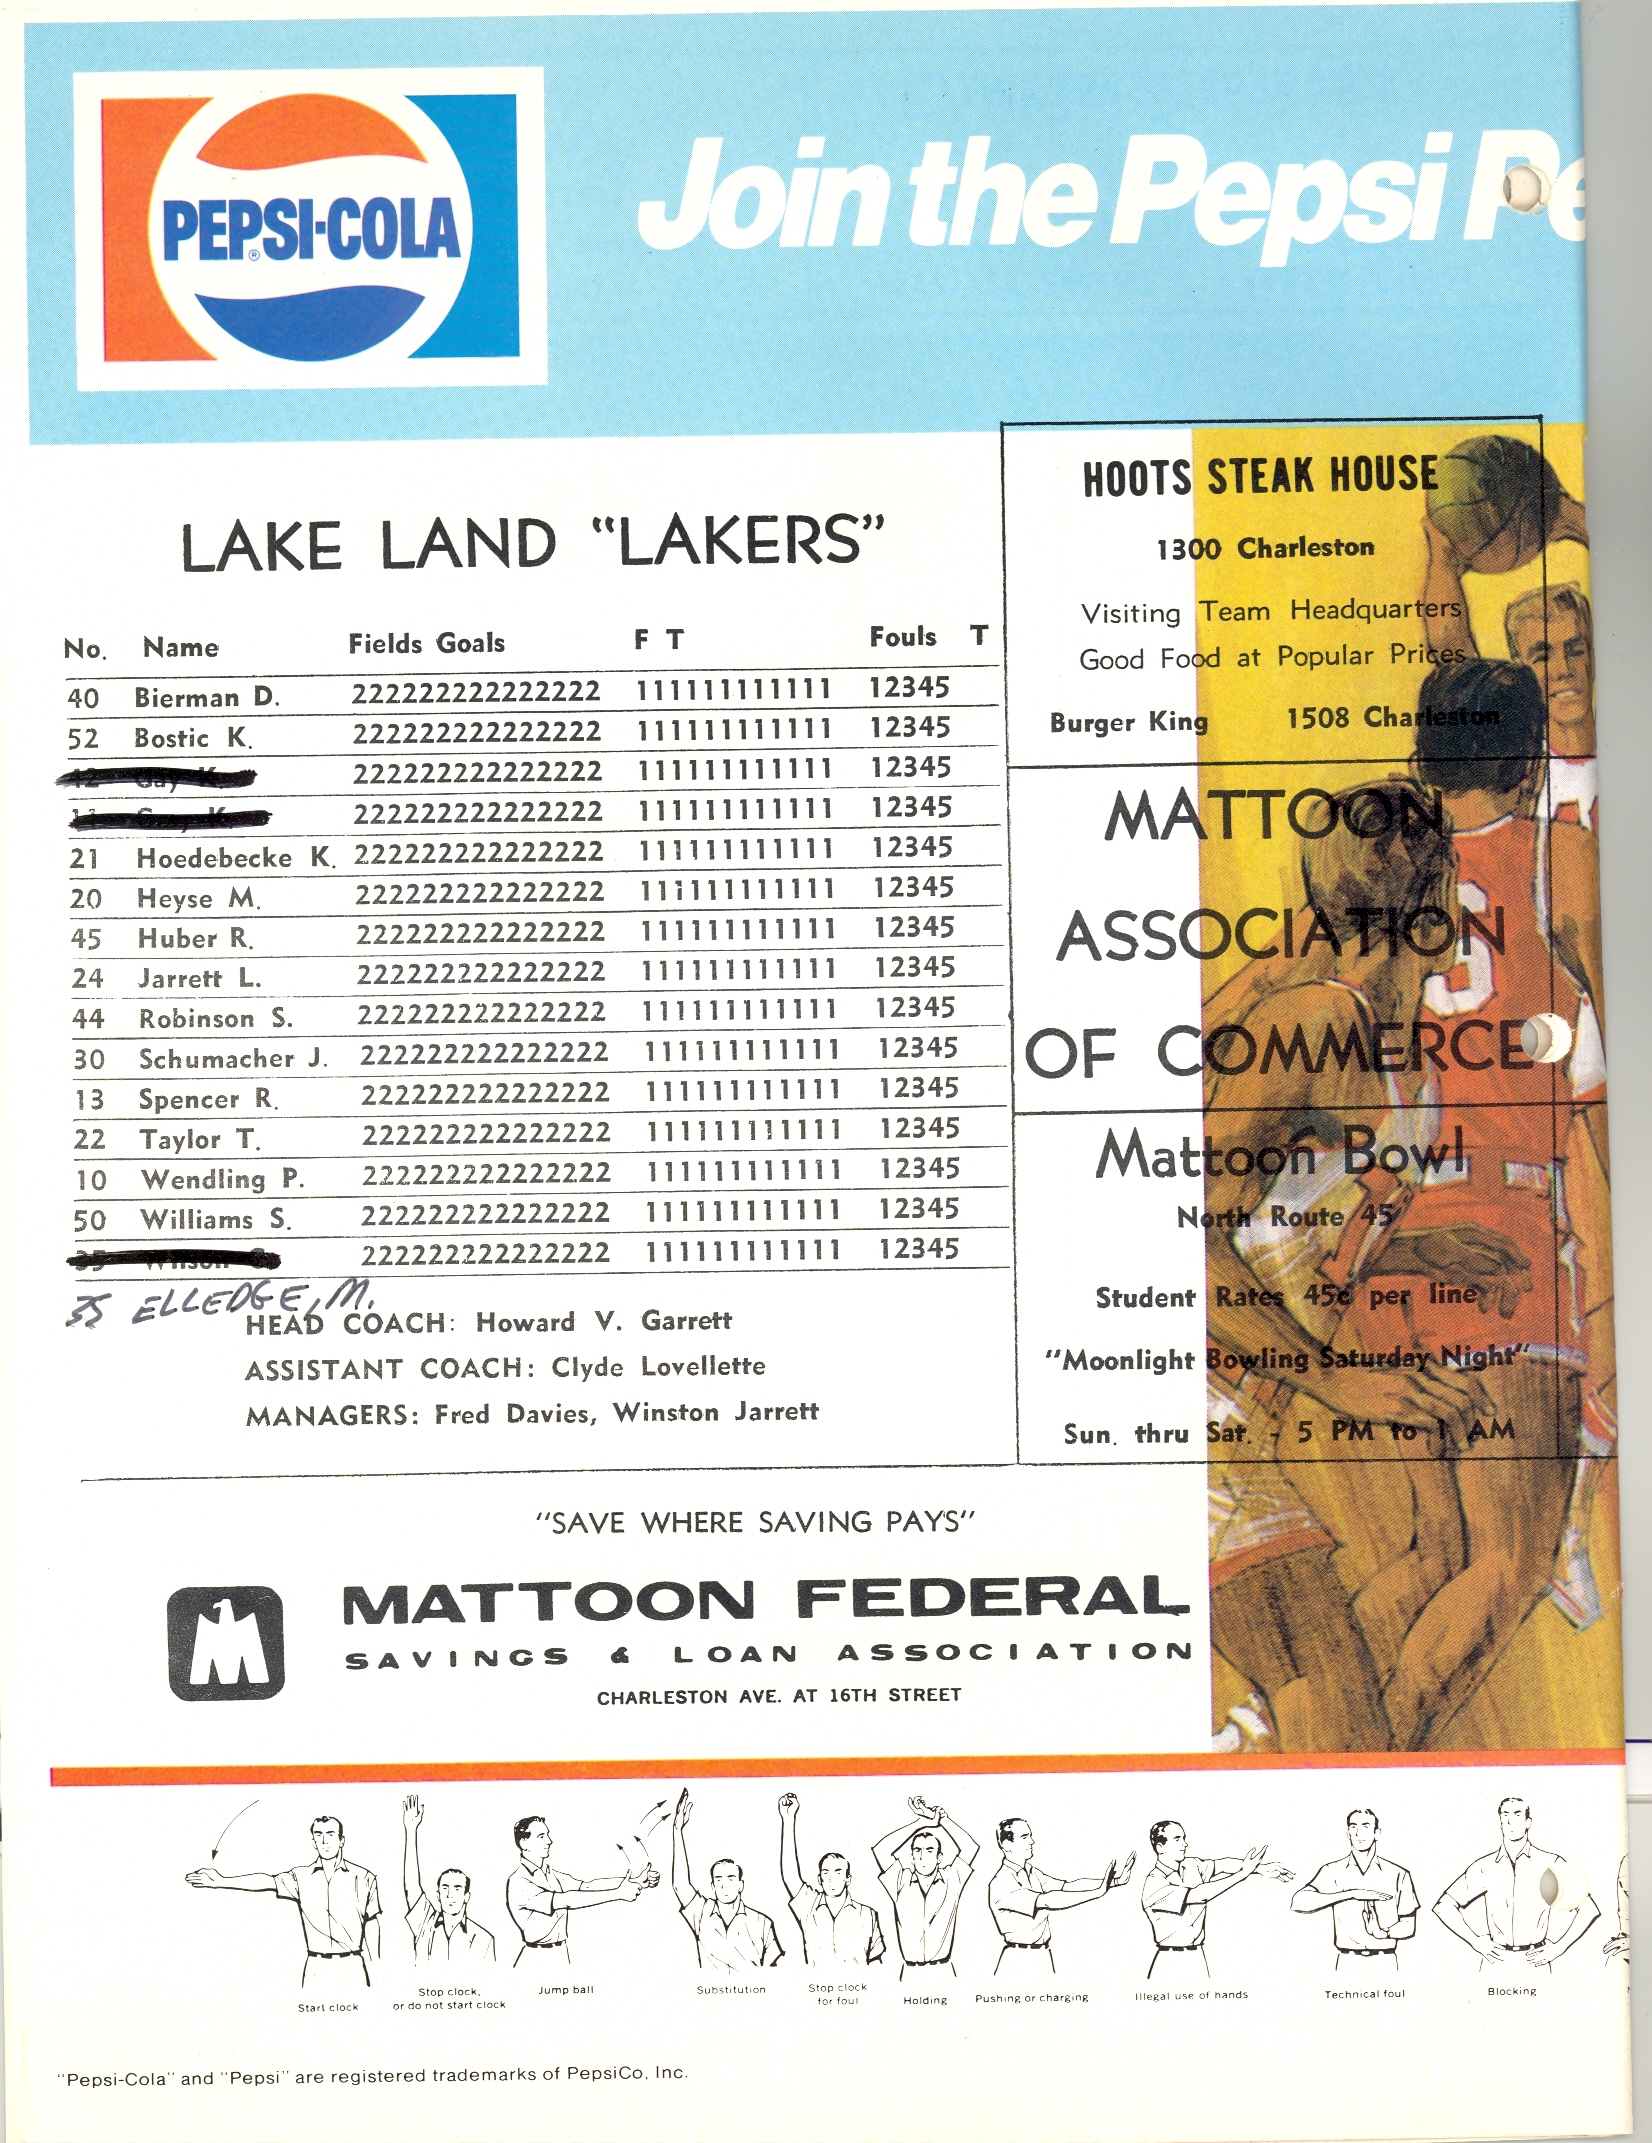 PEPSI-COLA
®
Join the Pepsi Pe
LAKE LAND "LAKERS"
No. Name Fields Goals F T Fouls T
40 Bierman D. 222222222222222 111111111111 12345
52 Bostic K. 222222222222222 111111111111 12345
222222222222222 111111111111 12345
222222222222222 111111111111 12345
21 Hoedebecke K. 222222222222222 111111111111 12345
20 Heyse M. 222222222222222 111111111111 12345
45 Huber R. 222222222222222 111111111111 12345
24 Jarrett L. 222222222222222 111111111111 12345
44 Robinson S. 222222222222222 111111111111 12345
30 Schumacher J. 222222222222222 111111111111 12345
13 Spencer R. 222222222222222 111111111111 12345
22 Taylor T. 222222222222222 111111111111 12345
10 Wendling P. 222222222222222 111111111111 12345
50 Williams S. 222222222222222 111111111111 12345
222222222222222 111111111111 12345
35 ELLEDGE, M.
HEAD COACH: Howard V. Garrett
ASSISTANT COACH: Clyde Lovellette
MANAGERS: Fred Davies, Winston Jarrett
HOOTS STEAK HOUSE
1300 Charleston
Visiting Team Headquarters
Good Food at Popular Prices
Burger King 1508 Charleston
MATTOON
ASSOCIATION
OF COMMERCE
Mattoon Bowl
North Route 45
Student Rates 45¢ per line
"Moonlight Bowling Saturday Night"
Sun. thru Sat. - 5 PM to 1 AM
"SAVE WHERE SAVING PAYS"
MATTOON FEDERAL
SAVINGS & LOAN ASSOCIATION
CHARLESTON AVE. AT 16TH STREET
Start clock
Stop clock,
or do not start clock
Jump ball
Substitution
Stop clock
for foul
Holding
Pushing or charging
Illegal use of hands
Technical foul
Blocking
"Pepsi-Cola" and "Pepsi" are registered trademarks of PepsiCo, Inc.